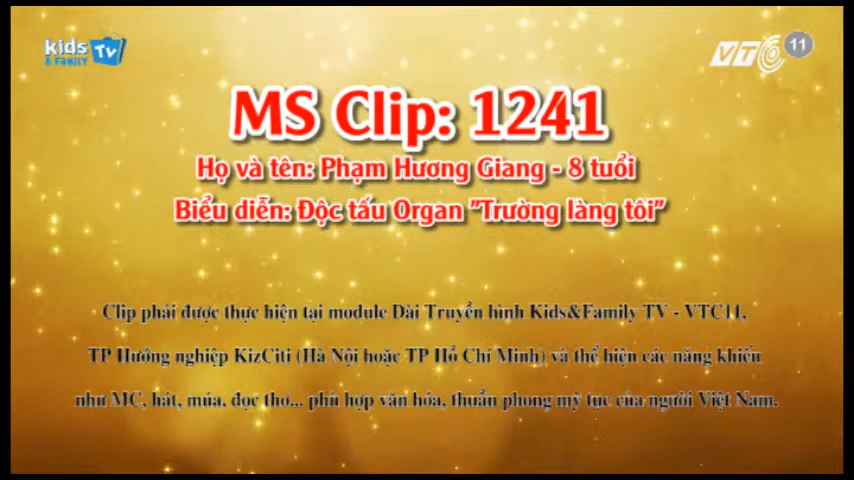 kids TV
& FAMILY
VTC 11
MS Clip: 1241
Họ và tên: Phạm Hương Giang - 8 tuổi
Biểu diễn: Độc tấu Organ "Trường làng tôi"
Clip phải được thực hiện tại module Đài Truyền hình Kids&Family TV - VTC11,
TP Hướng nghiệp KizCiti (Hà Nội hoặc TP Hồ Chí Minh) và thể hiện các năng khiếu
như MC, hát, múa, đọc thơ... phù hợp văn hóa, thuần phong mỹ tục của người Việt Nam.